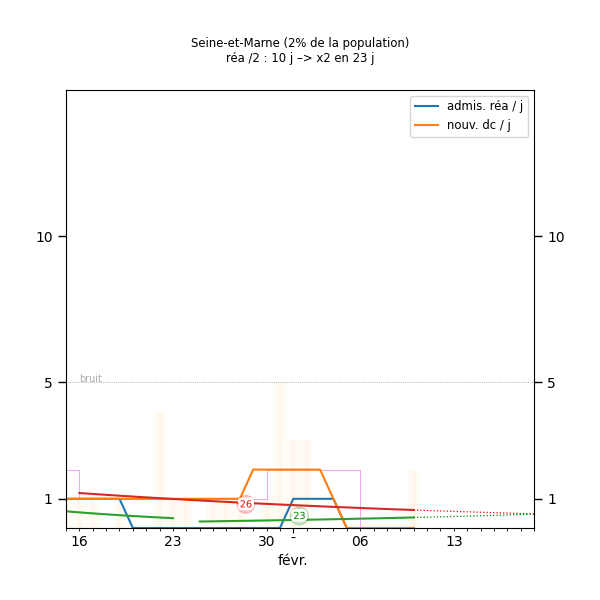 Seine-et-Marne (2% de la population)
réa /2 : 10 j –> x2 en 23 j
admis. réa / j
nouv. dc / j
10 10
bruit
5 5
26
23
1 1
16 23 30 - 06 13
févr.